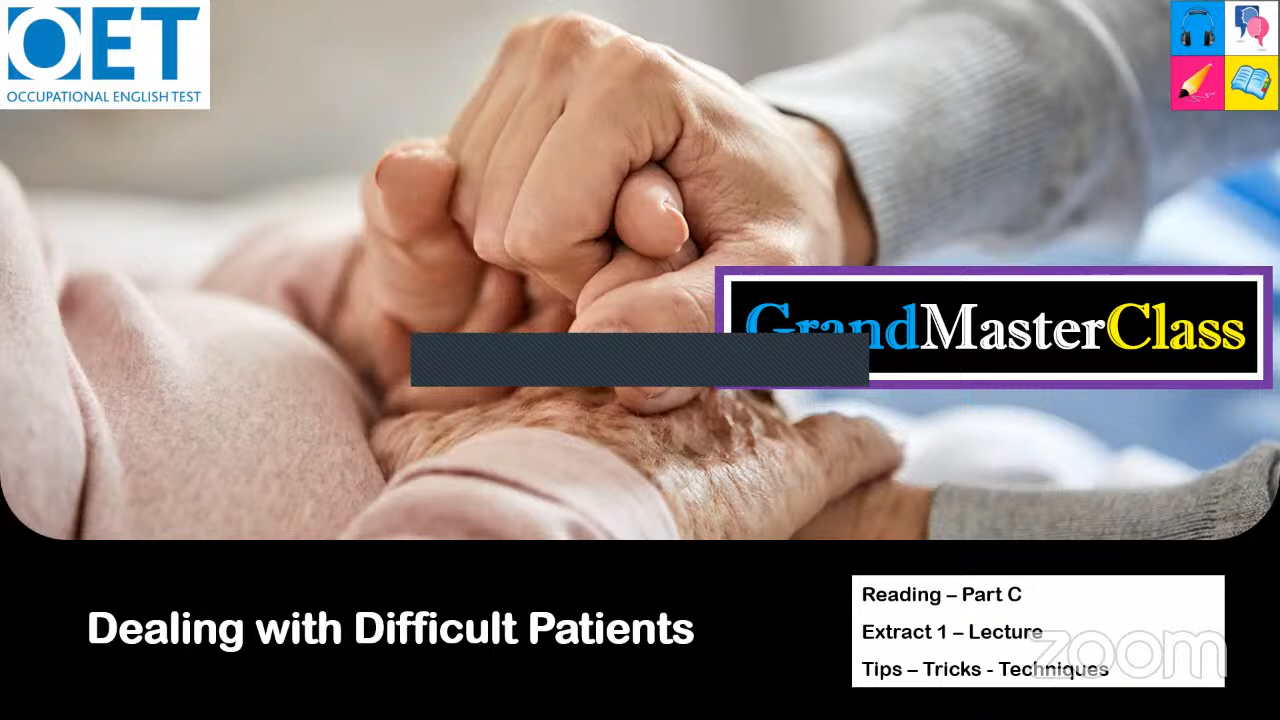 OET
OCCUPATIONAL ENGLISH TEST
GrandMasterClass
Dealing with Difficult Patients
Reading – Part C
Extract 1 – Lecture
Tips – Tricks - Techniques
zoom